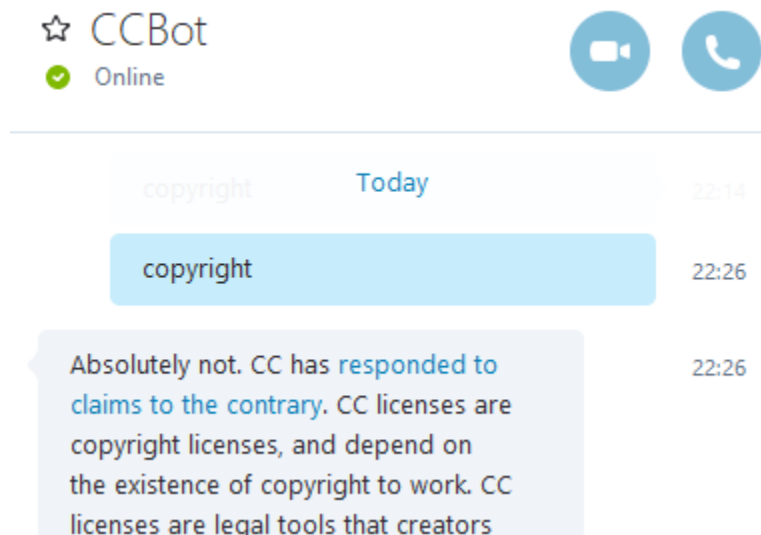 CCBot
Online
Today
copyright 22:14
copyright 22:26
Absolutely not. CC has responded to 22:26
claims to the contrary. CC licenses are
copyright licenses, and depend on
the existence of copyright to work. CC
licenses are legal tools that creators